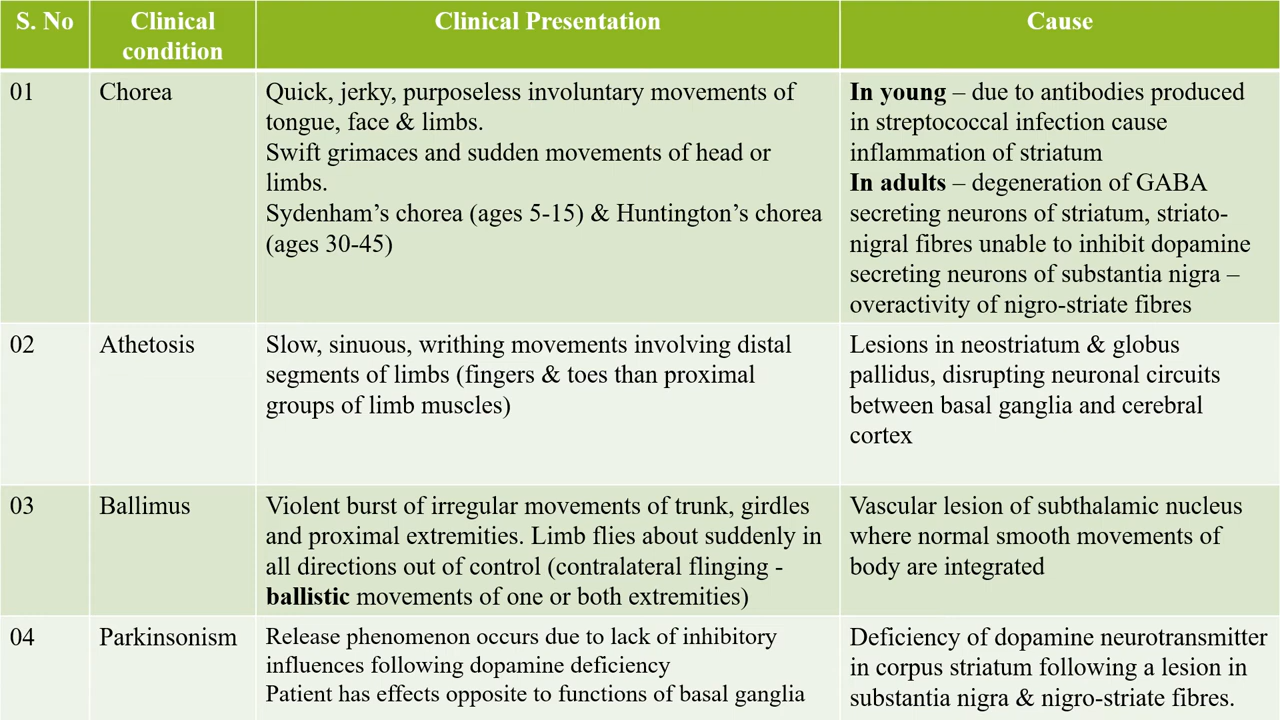 S. No
Clinical
condition
Clinical Presentation
Cause
01
Chorea
Quick, jerky, purposeless involuntary movements of
tongue, face & limbs.
Swift grimaces and sudden movements of head or
limbs.
Sydenham’s chorea (ages 5-15) & Huntington’s chorea
(ages 30-45)
In young – due to antibodies produced
in streptococcal infection cause
inflammation of striatum
In adults – degeneration of GABA
secreting neurons of striatum, striato-
nigral fibres unable to inhibit dopamine
secreting neurons of substantia nigra –
overactivity of nigro-striate fibres
02
Athetosis
Slow, sinuous, writhing movements involving distal
segments of limbs (fingers & toes than proximal
groups of limb muscles)
Lesions in neostriatum & globus
pallidus, disrupting neuronal circuits
between basal ganglia and cerebral
cortex
03
Ballimus
Violent burst of irregular movements of trunk, girdles
and proximal extremities. Limb flies about suddenly in
all directions out of control (contralateral flinging -
ballistic movements of one or both extremities)
Vascular lesion of subthalamic nucleus
where normal smooth movements of
body are integrated
04
Parkinsonism
Release phenomenon occurs due to lack of inhibitory
influences following dopamine deficiency
Patient has effects opposite to functions of basal ganglia
Deficiency of dopamine neurotransmitter
in corpus striatum following a lesion in
substantia nigra & nigro-striate fibres.